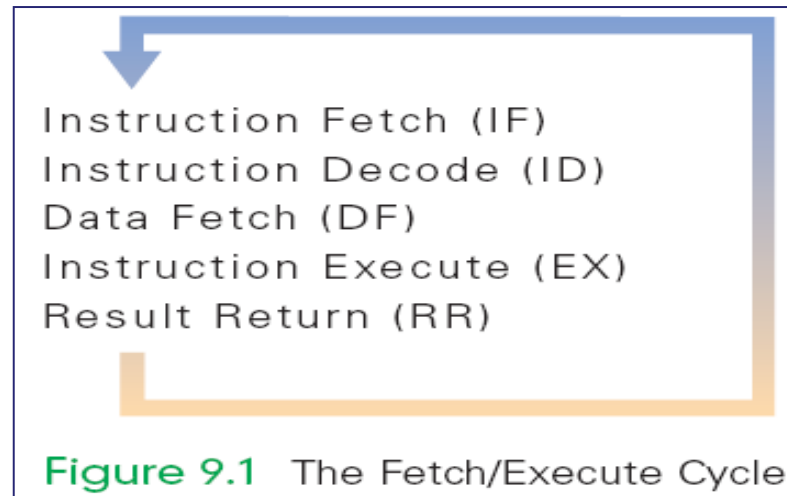 Instruction Fetch (IF)
Instruction Decode (ID)
Data Fetch (DF)
Instruction Execute (EX)
Result Return (RR)
Figure 9.1 The Fetch/Execute Cycle